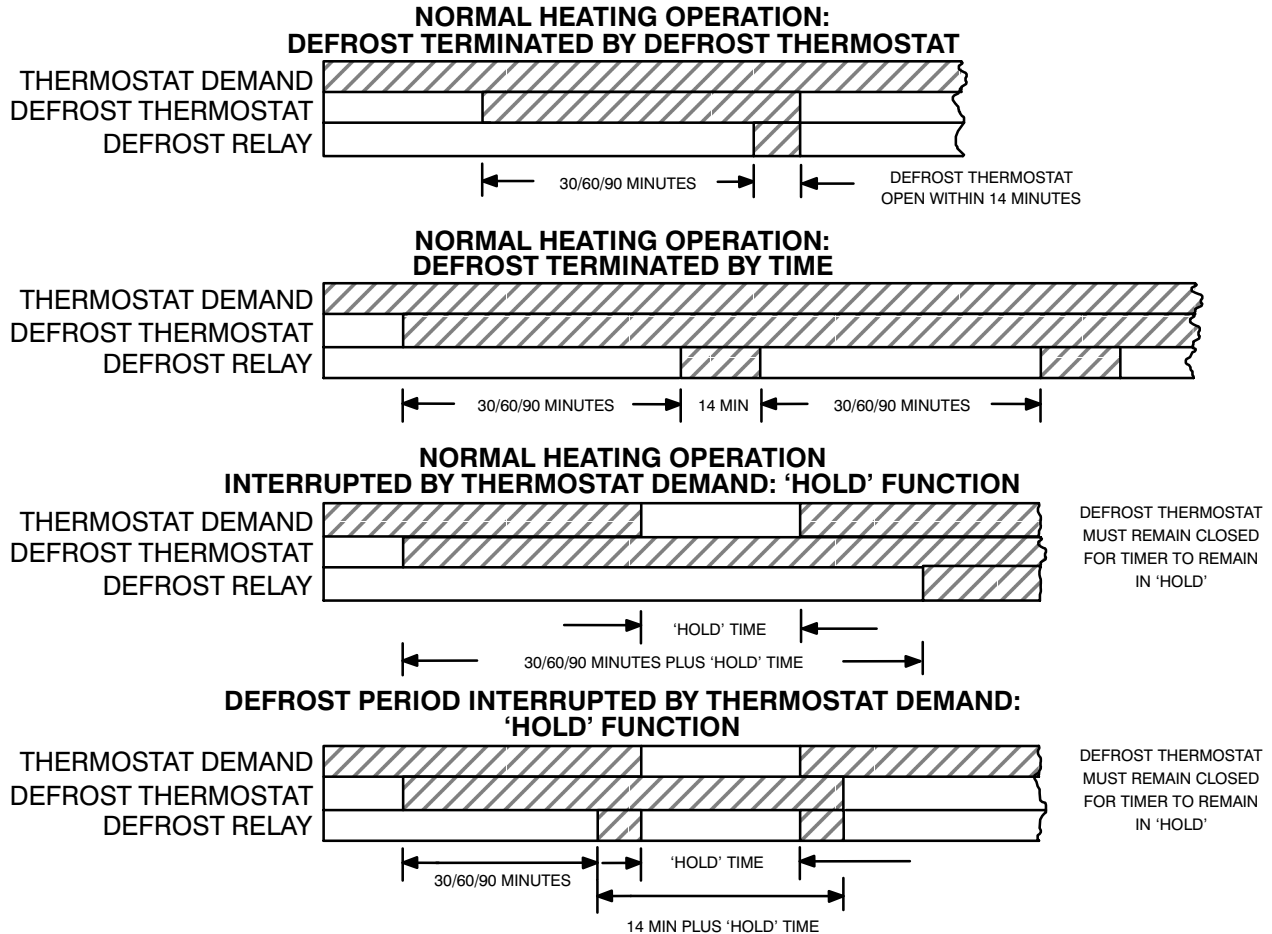 NORMAL HEATING OPERATION:
DEFROST TERMINATED BY DEFROST THERMOSTAT
THERMOSTAT DEMAND
DEFROST THERMOSTAT
DEFROST RELAY
30/60/90 MINUTES
DEFROST THERMOSTAT
OPEN WITHIN 14 MINUTES
NORMAL HEATING OPERATION:
DEFROST TERMINATED BY TIME
THERMOSTAT DEMAND
DEFROST THERMOSTAT
DEFROST RELAY
30/60/90 MINUTES
14 MIN
30/60/90 MINUTES
NORMAL HEATING OPERATION
INTERRUPTED BY THERMOSTAT DEMAND: ‘HOLD’ FUNCTION
THERMOSTAT DEMAND
DEFROST THERMOSTAT
DEFROST RELAY
DEFROST THERMOSTAT
MUST REMAIN CLOSED
FOR TIMER TO REMAIN
IN ‘HOLD’
‘HOLD’ TIME
30/60/90 MINUTES PLUS ‘HOLD’ TIME
DEFROST PERIOD INTERRUPTED BY THERMOSTAT DEMAND:
‘HOLD’ FUNCTION
THERMOSTAT DEMAND
DEFROST THERMOSTAT
DEFROST RELAY
DEFROST THERMOSTAT
MUST REMAIN CLOSED
FOR TIMER TO REMAIN
IN ‘HOLD’
‘HOLD’ TIME
30/60/90 MINUTES
14 MIN PLUS ‘HOLD’ TIME